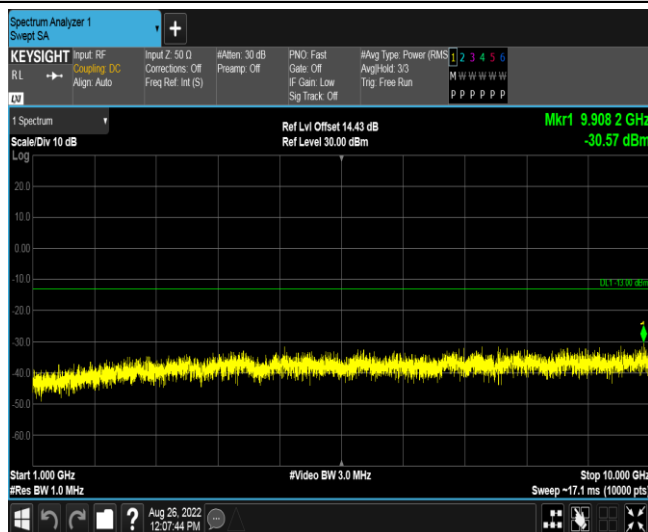 Spectrum Analyzer 1
Swept SA
+
KEYSIGHT
RL
LXI
Input: RF
Coupling: DC
Align: Auto
Input Z: 50 Ω
Corrections: Off
Freq Ref: Int (S)
#Atten: 30 dB
Preamp: Off
PNO: Fast
Gate: Off
IF Gain: Low
Sig Track: Off
#Avg Type: Power (RMS
Avg|Hold: 3/3
Trig: Free Run
1 2 3 4 5 6
M W W W W W
P P P P P P
1 Spectrum
Scale/Div 10 dB
Log
Ref Lvl Offset 14.43 dB
Ref Level 30.00 dBm
Mkr1 9.908 2 GHz
-30.57 dBm
20.0
10.0
0.00
-10.0
DL1 -13.00 dBm
-20.0
1
-30.0
-40.0
-50.0
-60.0
Start 1.000 GHz
#Res BW 1.0 MHz
#Video BW 3.0 MHz
Stop 10.000 GHz
Sweep ~17.1 ms (10000 pts)
?
Aug 26, 2022
12:07:44 PM